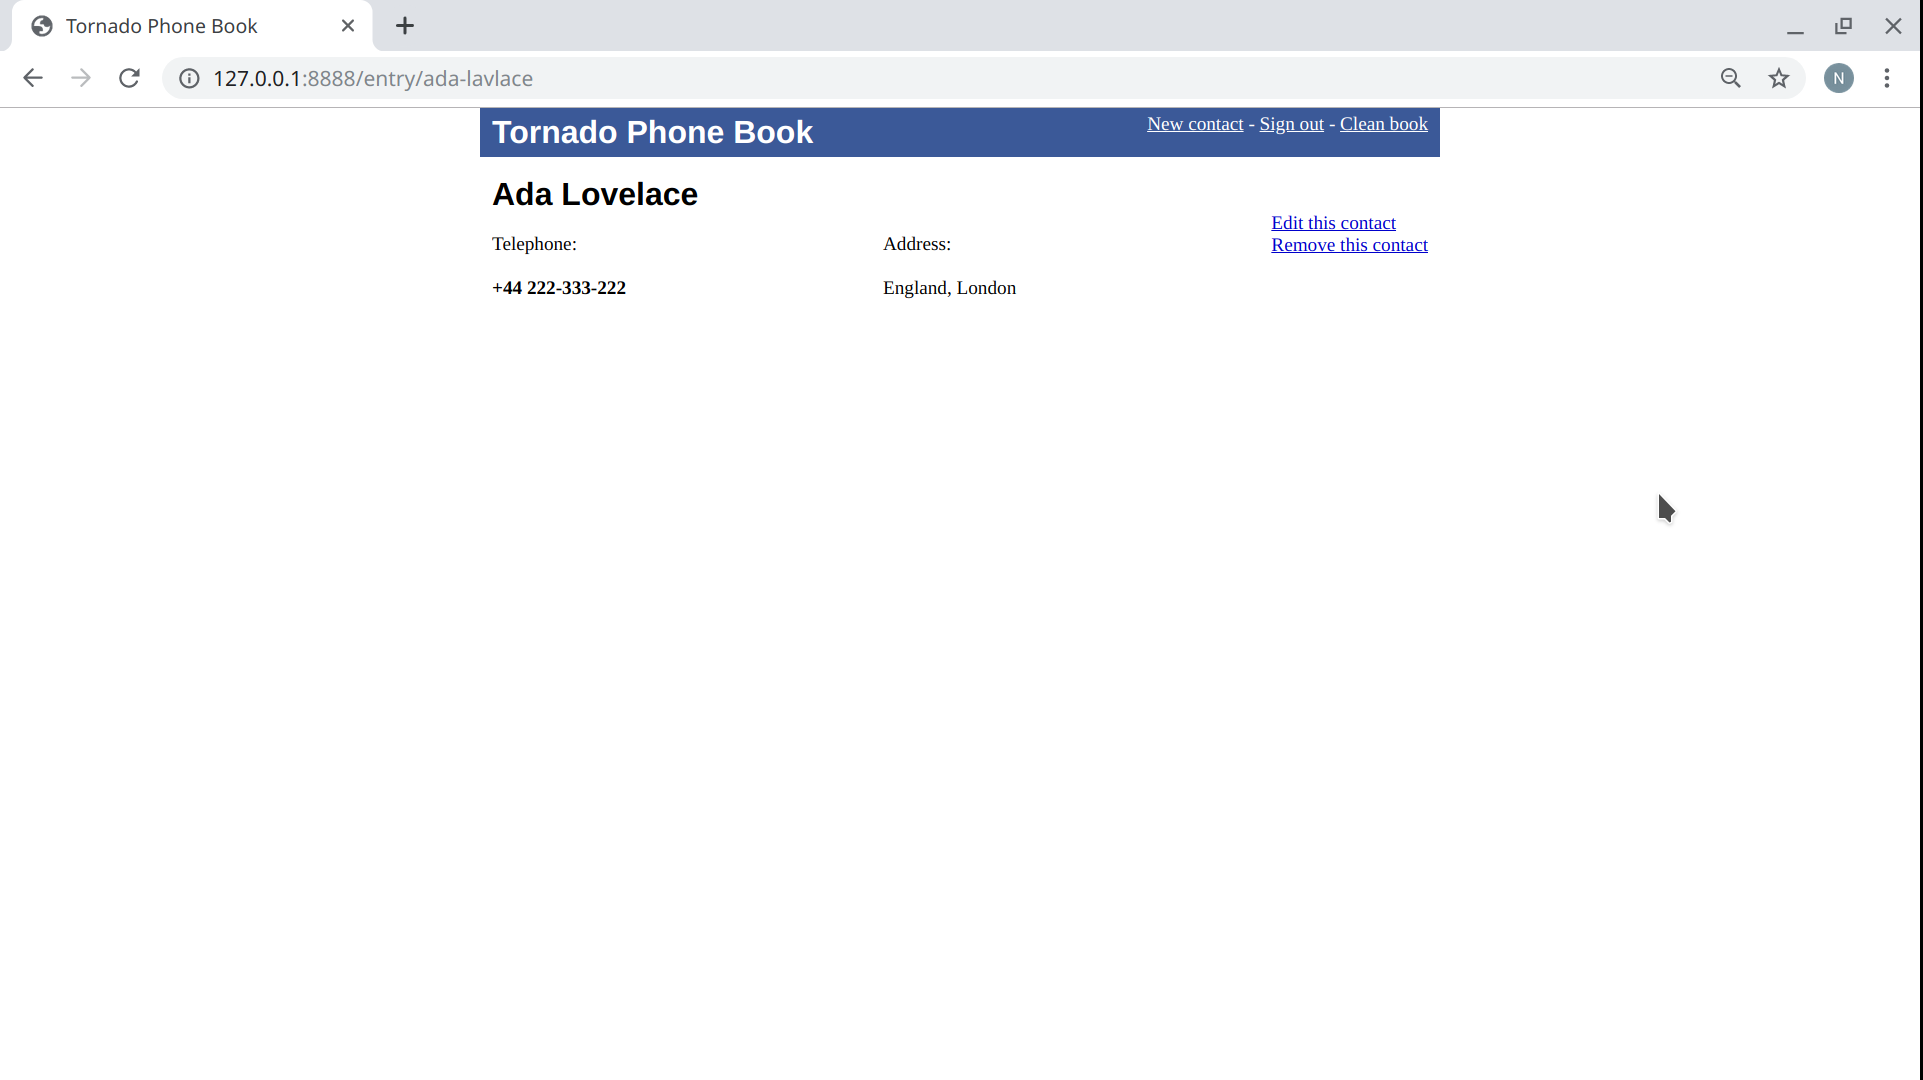 Tornado Phone Book
127.0.0.1:8888/entry/ada-lavlace
N
Tornado Phone Book
New contact - Sign out - Clean book
Ada Lovelace
Edit this contact
Remove this contact
Telephone:
Address:
+44 222-333-222
England, London